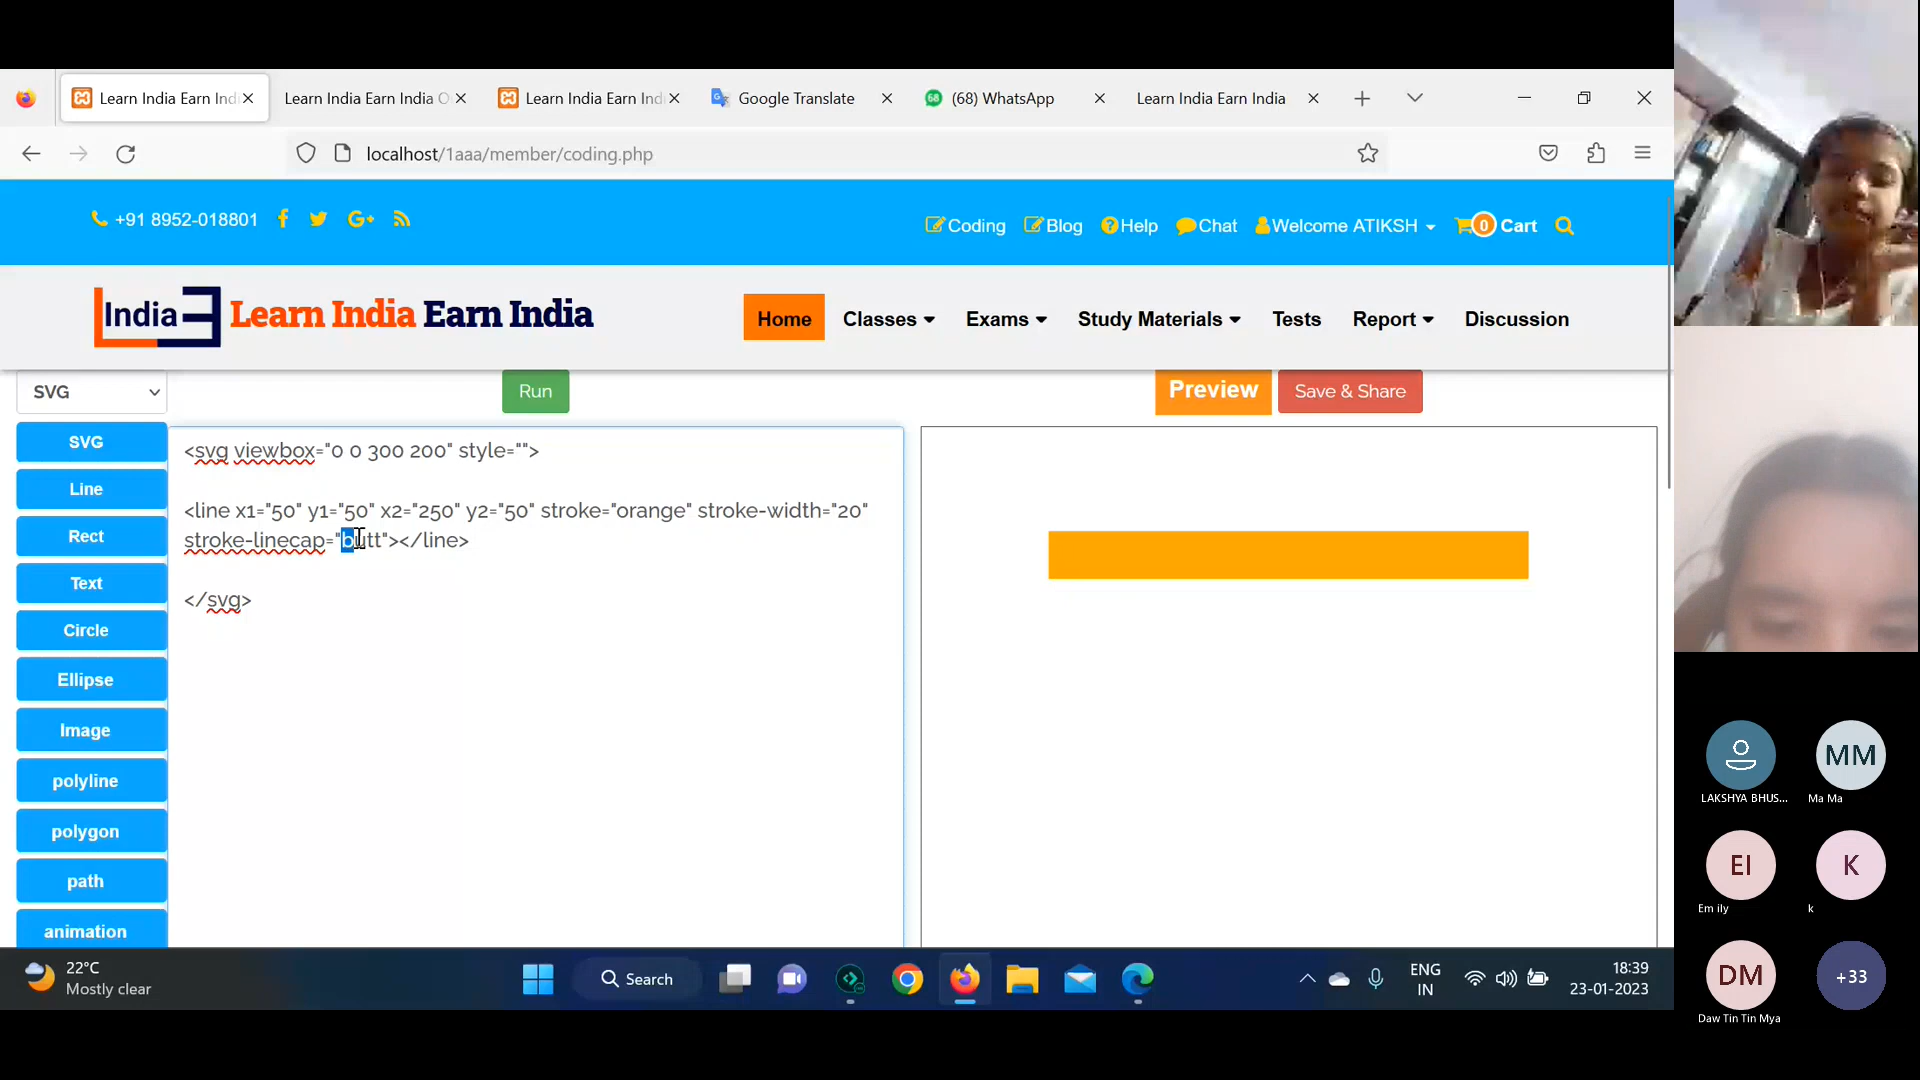 Learn India Earn Ind
Learn India Earn India O
Learn India Earn Ind
Google Translate
68
(68) WhatsApp
Learn India Earn India
localhost/1aaa/member/coding.php
+91 8952-018801
Coding
Blog
Help
Chat
Welcome ATIKSH
0
Cart
India
Learn India Earn India
Home
Classes
Exams
Study Materials
Tests
Report
Discussion
SVG
Run
Preview
Save & Share
SVG
Line
Rect
Text
Circle
Ellipse
Image
polyline
polygon
path
animation
<svg viewbox="0 0 300 200" style="">
<line x1="50" y1="50" x2="250" y2="50" stroke="orange" stroke-width="20"
stroke-linecap="butt"></line>
</svg>
LAKSHYA BHUS...
MM
Ma Ma
EI
Em ily
K
k
DM
Daw Tin Tin Mya
+33
22°C
Mostly clear
Search
ENG
IN
18:39
23-01-2023